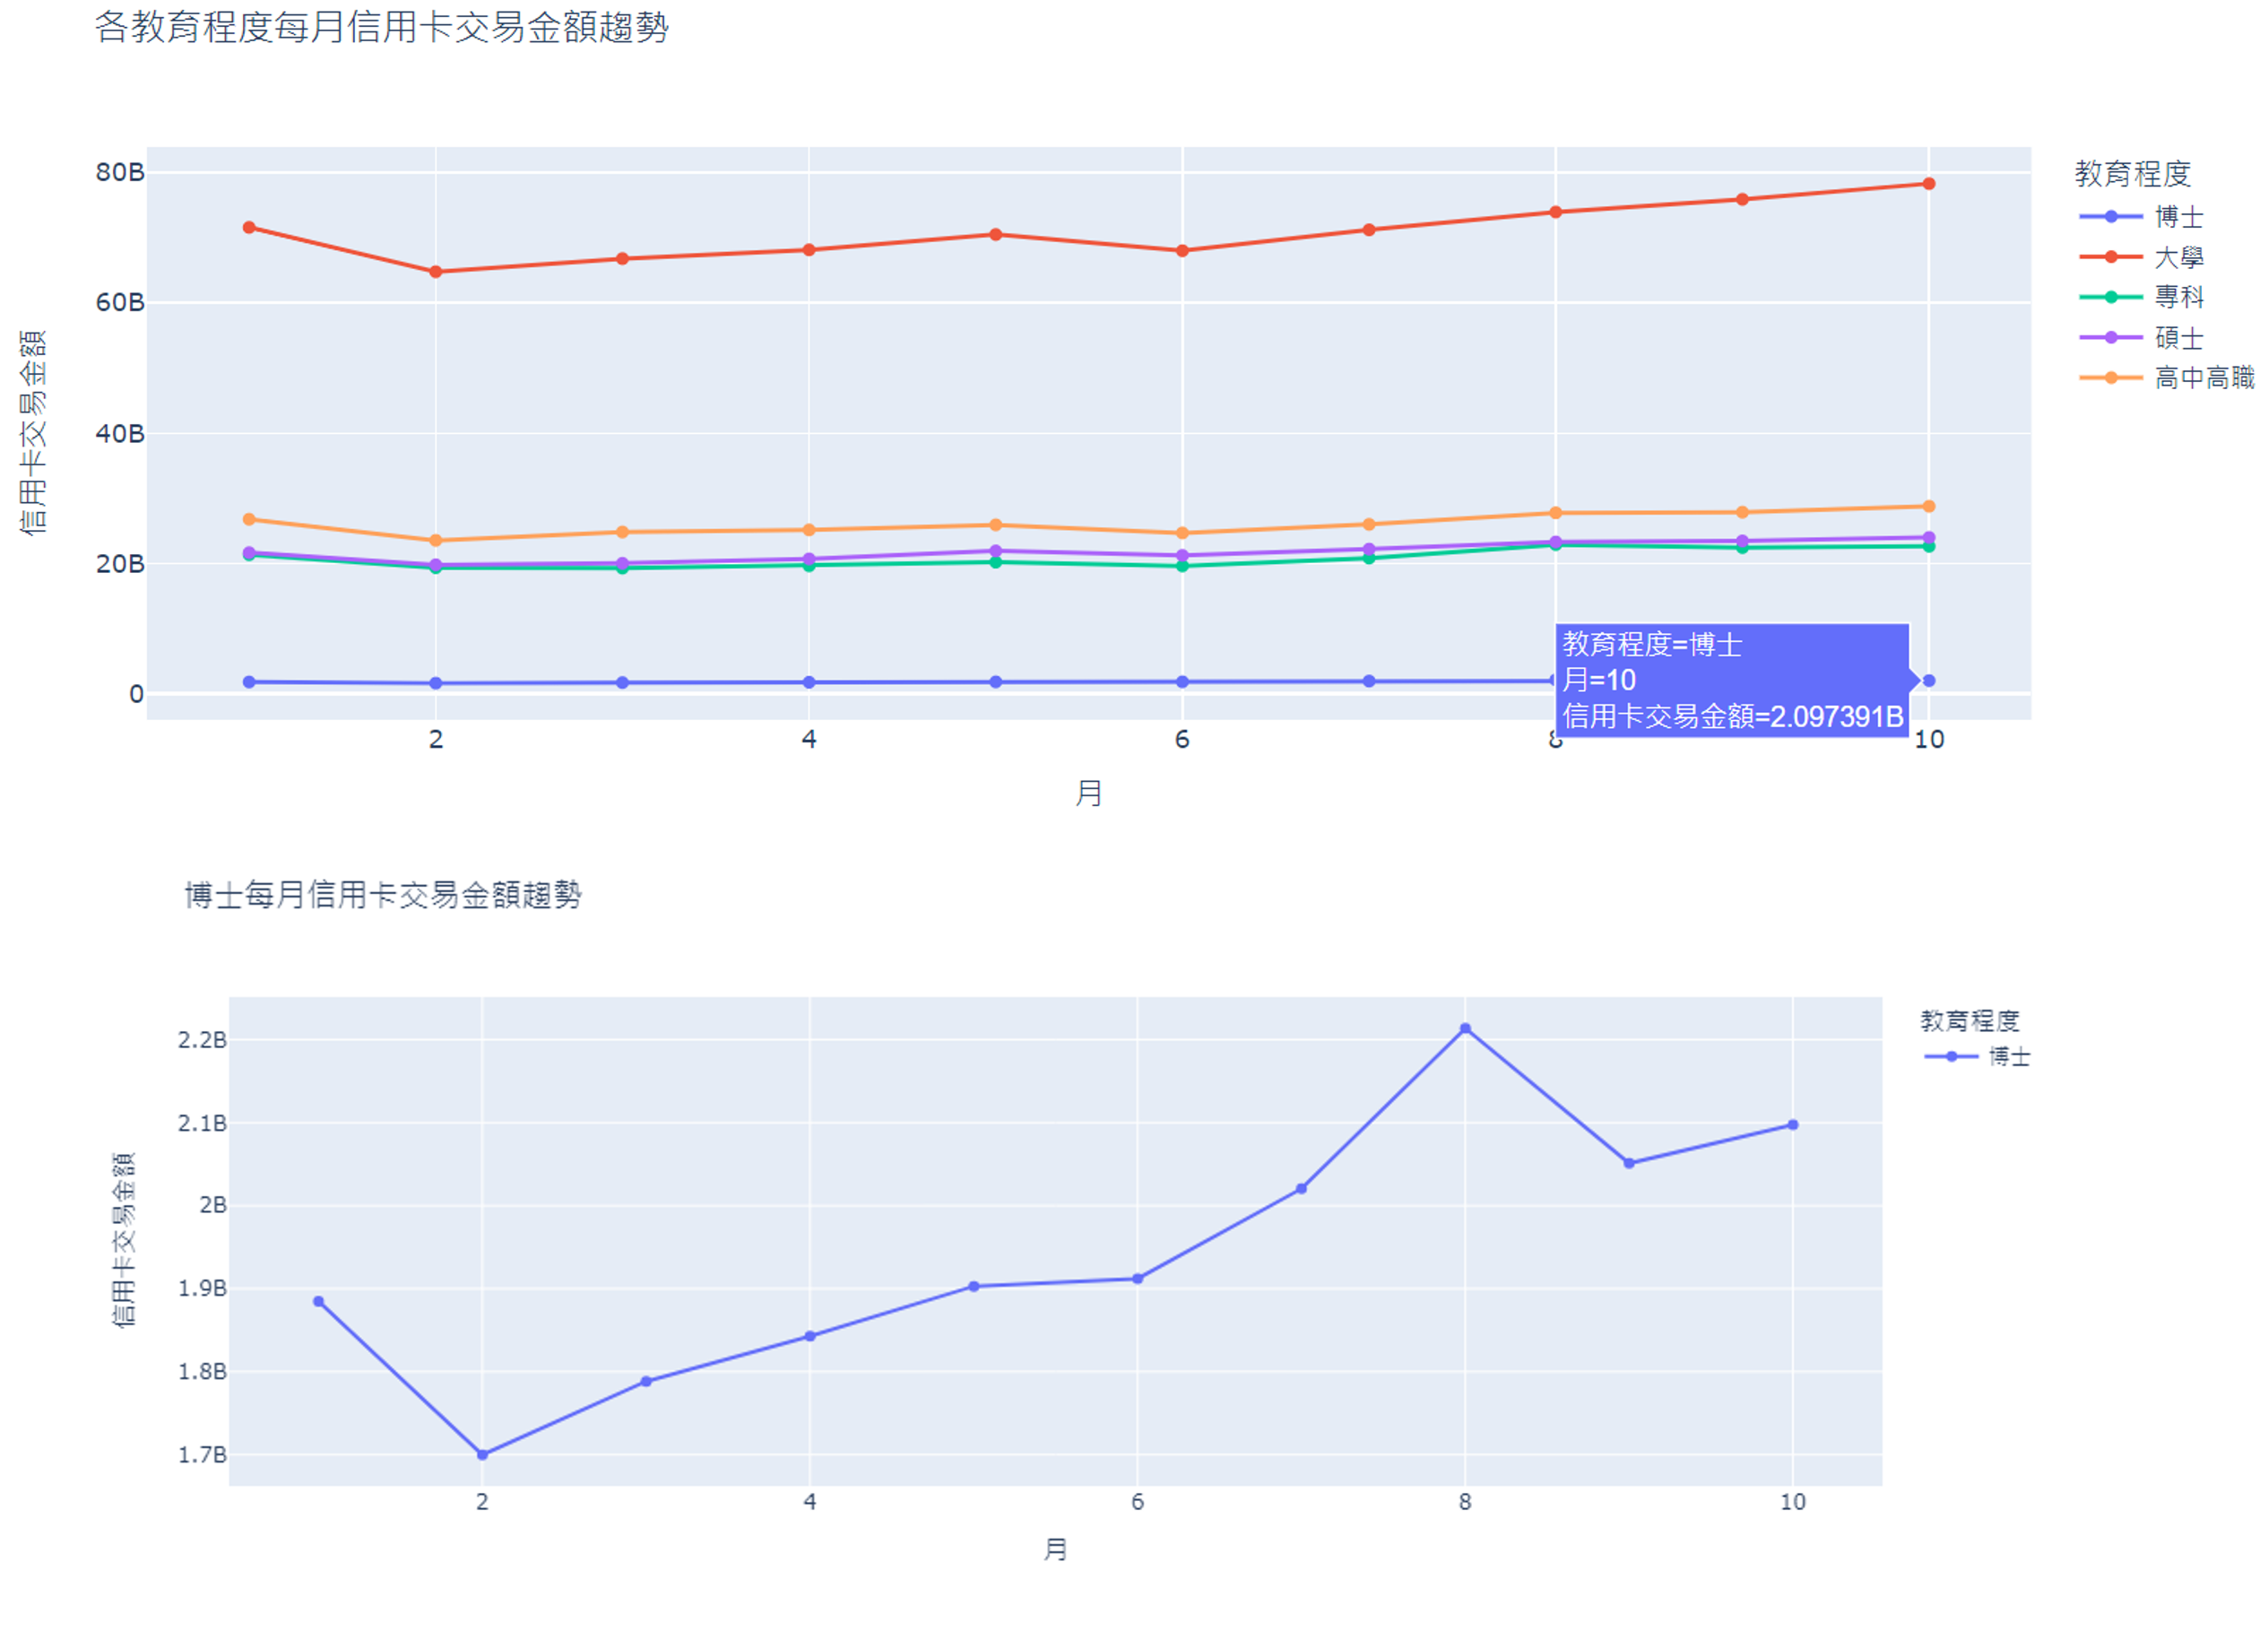 各教育程度每月信用卡交易金額趨勢
80B
60B
40B
20B
0
信用卡交易金額
2
4
6
8
10
月
教育程度
博士
大學
專科
碩士
高中高職
教育程度=博士
月=10
信用卡交易金額=2.097391B
博士每月信用卡交易金額趨勢
2.2B
2.1B
2B
1.9B
1.8B
1.7B
信用卡交易金額
2
4
6
8
10
月
教育程度
博士